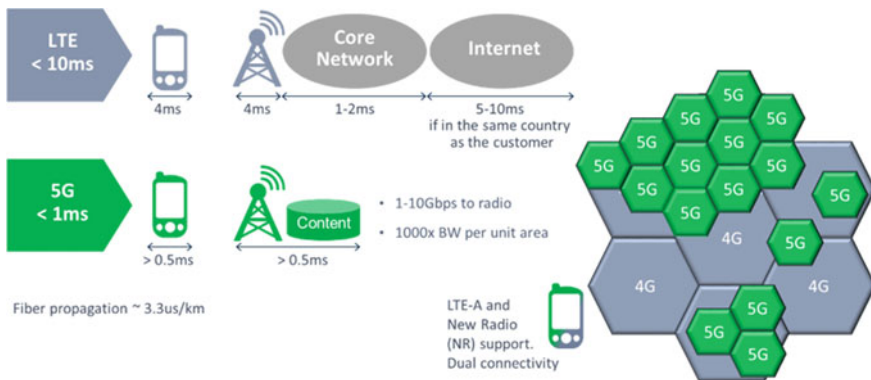 LTE
< 10ms
Core
Network
Internet
4ms
4ms
1-2ms
5-10ms
if in the same country
as the customer
5G
< 1ms
Content
• 1-10Gbps to radio
• 1000x BW per unit area
> 0.5ms
> 0.5ms
Fiber propagation ~ 3.3us/km
LTE-A and
New Radio
(NR) support.
Dual connectivity
5G
5G
5G
5G
5G
5G
5G
5G
5G
5G
5G
5G
5G
5G
4G
4G
4G
5G
5G
5G